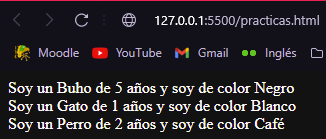 127.0.0.1:5500/practicas.html
Moodle YouTube Gmail Inglés
Soy un Buho de 5 años y soy de color Negro
Soy un Gato de 1 años y soy de color Blanco
Soy un Perro de 2 años y soy de color Café